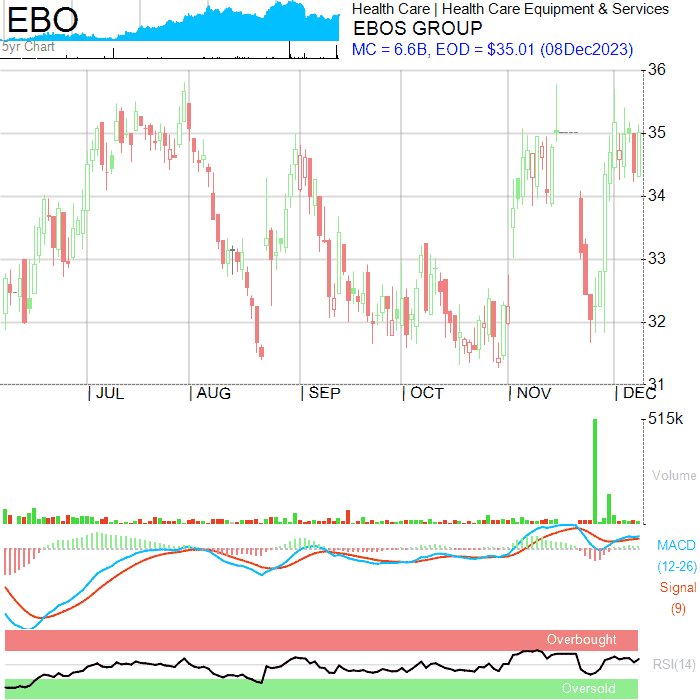 EBO
5yr Chart
Health Care | Health Care Equipment & Services
EBOS GROUP
MC = 6.6B, EOD = $35.01 (08Dec2023)
36
35
34
33
32
31
| JUL | AUG | SEP | OCT | NOV | DEC
515k
Volume
MACD
(12-26)
Signal
(9)
Overbought
RSI(14)
Oversold